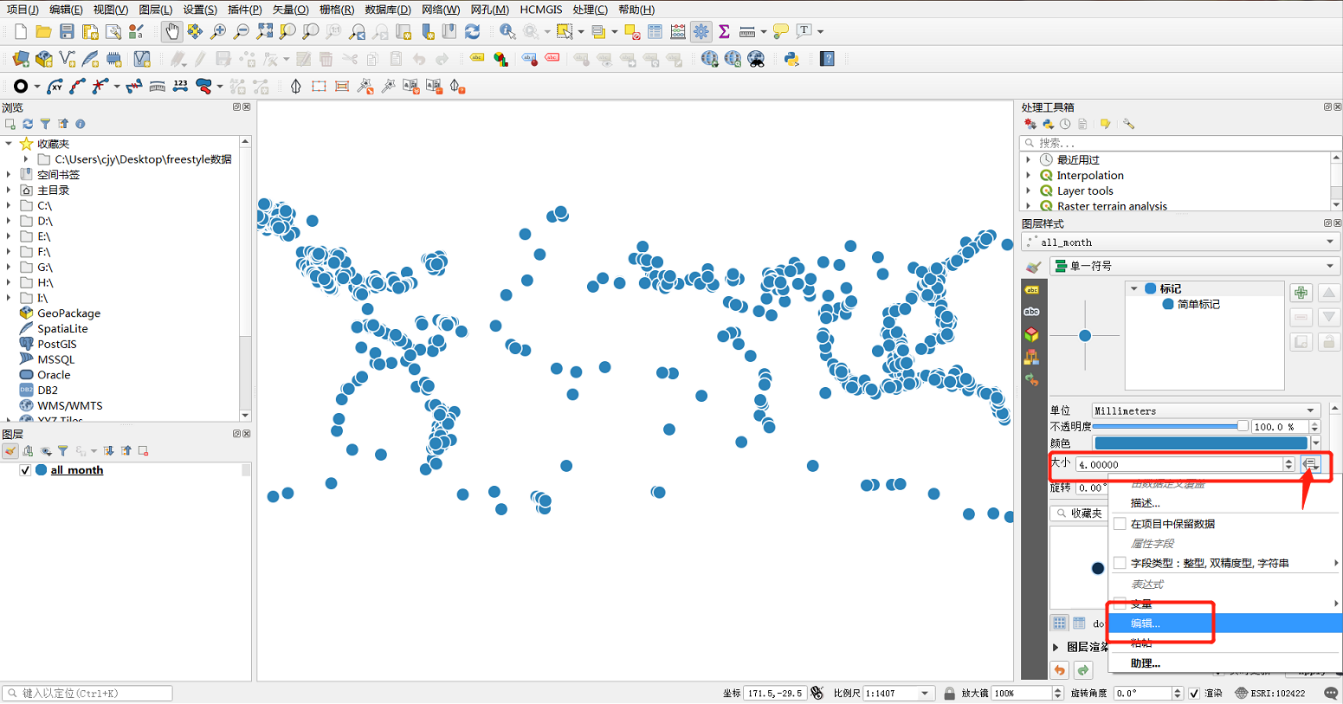 项目(J) 编辑(E) 视图(V) 图层(L) 设置(S) 插件(P) 矢量(O) 栅格(R) 数据库(D) 网络(W) 网孔(M) HCMGIS 处理(C) 帮助(H)
浏览
收藏夹
C:\Users\cjy\Desktop\freestyle数据
空间书签
主目录
C:\
D:\
E:\
F:\
G:\
H:\
I:\
GeoPackage
SpatiaLite
PostGIS
MSSQL
Oracle
DB2
WMS/WMTS
XYZ Tiles
图层
all_month
处理工具箱
搜索...
最近用过
Interpolation
Layer tools
Raster terrain analysis
图层样式
all_month
单一符号
标记
简单标记
单位 Millimeters
不透明度 100.0 %
颜色
大小 4.00000
旋转 0.00°
由数据定义覆盖
描述...
收藏夹
在项目中保留数据
属性字段
字段类型：整型, 双精度型, 字符串
表达式
变量
编辑...
粘帖
助理...
图层渲染
键入以定位(Ctrl+K)
坐标 171.5,-29.5 比例尺 1:1407 放大镜 100% 旋转角度 0.0° 渲染 ESRI:102422